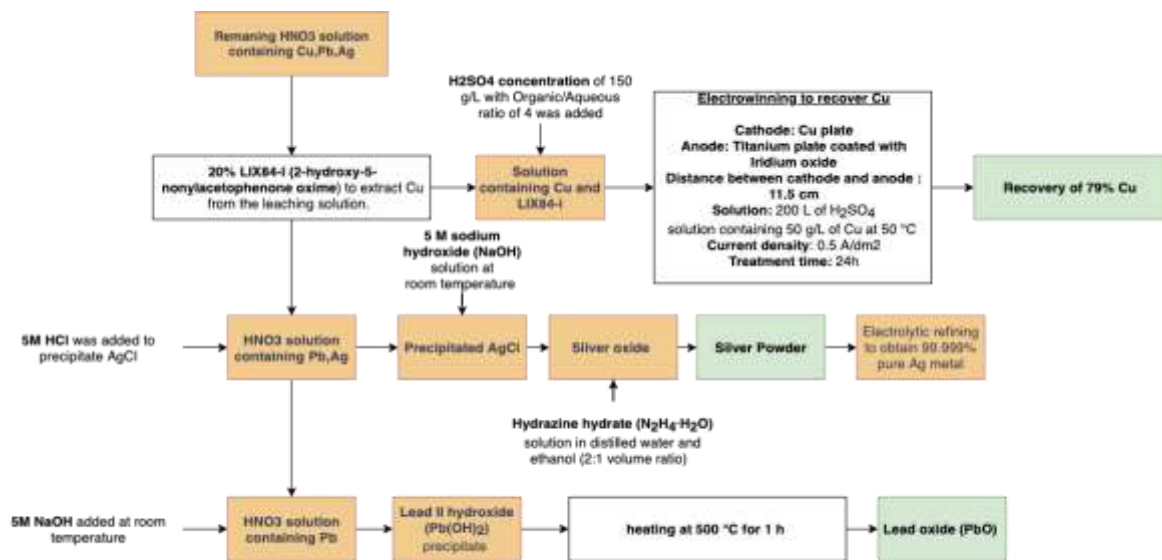 Remaning HNO3 solution
containing Cu,Pb,Ag
H2SO4 concentration of 150
g/L with Organic/Aqueous
ratio of 4 was added
Electrowinning to recover Cu
Cathode: Cu plate
Anode: Titanium plate coated with
Iridium oxide
Distance between cathode and anode :
11.5 cm
Solution: 200 L of H2SO4
solution containing 50 g/L of Cu at 50 °C
Current density: 0.5 A/dm2
Treatment time: 24h
20% LIX84-I (2-hydroxy-5-
nonylacetophenone oxime) to extract Cu
from the leaching solution.
Solution
containing Cu and
LIX84-I
Recovery of 79% Cu
5 M sodium
hydroxide (NaOH)
solution at
room temperature
5M HCl was added to
precipitate AgCl
HNO3 solution
containing Pb,Ag
Precipitated AgCl
Silver oxide
Silver Powder
Electrolytic refining
to obtain 99.999%
pure Ag metal
Hydrazine hydrate (N2H4·H2O)
solution in distilled water and
ethanol (2:1 volume ratio)
5M NaOH added at room
temperature
HNO3 solution
containing Pb
Lead II hydroxide
(Pb(OH)2)
precipitate
heating at 500 °C for 1 h
Lead oxide (PbO)